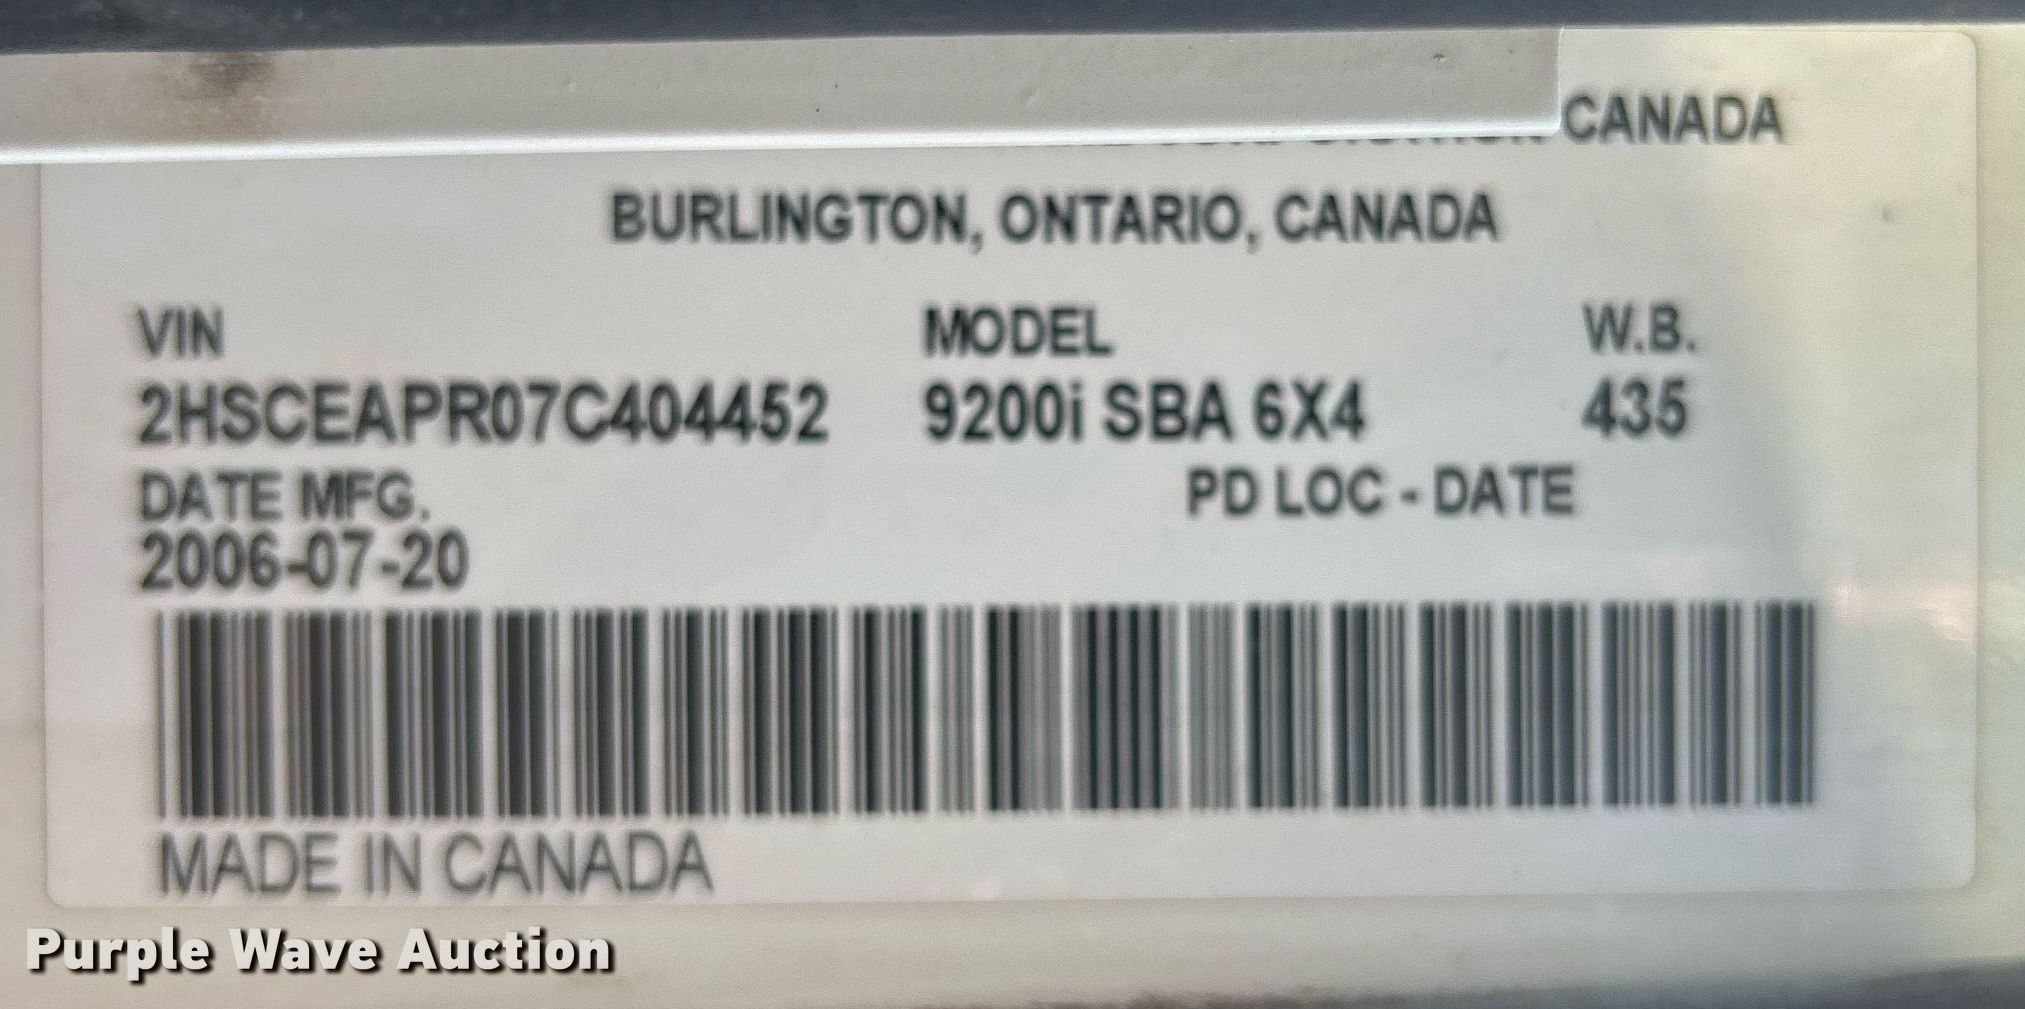 CANADA
BURLINGTON, ONTARIO, CANADA
VIN MODEL W.B.
2HSCEAPR07C404452 9200i SBA 6X4 435
DATE MFG. PD LOC - DATE
2006-07-20
MADE IN CANADA
Purple Wave Auction